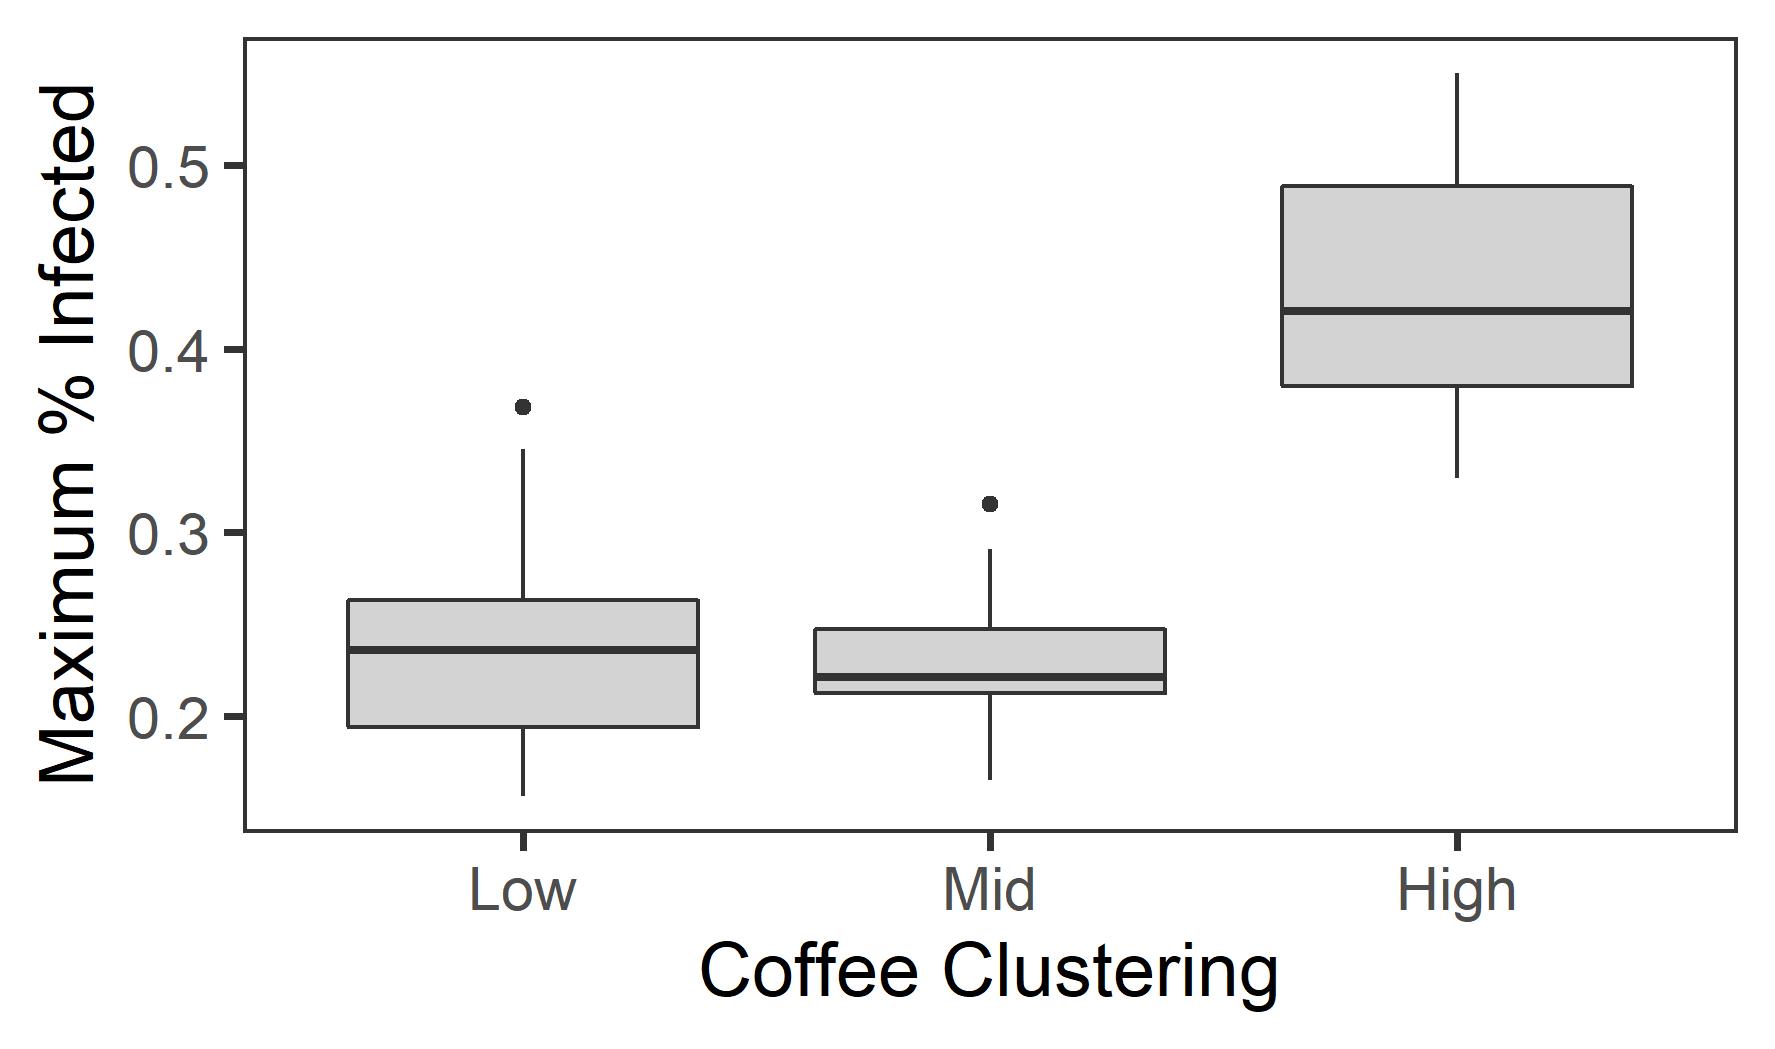 Maximum % Infected
0.5
0.4
0.3
0.2
Low Mid High
Coffee Clustering